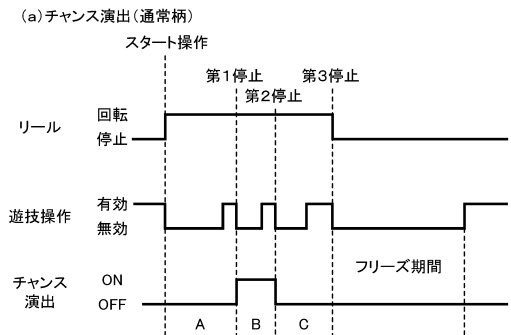 (a)チャンス演出(通常柄)
スタート操作
第1停止
第2停止
第3停止
リール
回転
停止
遊技操作
有効
無効
フリーズ期間
チャンス
演出
ON
OFF
A
B
C